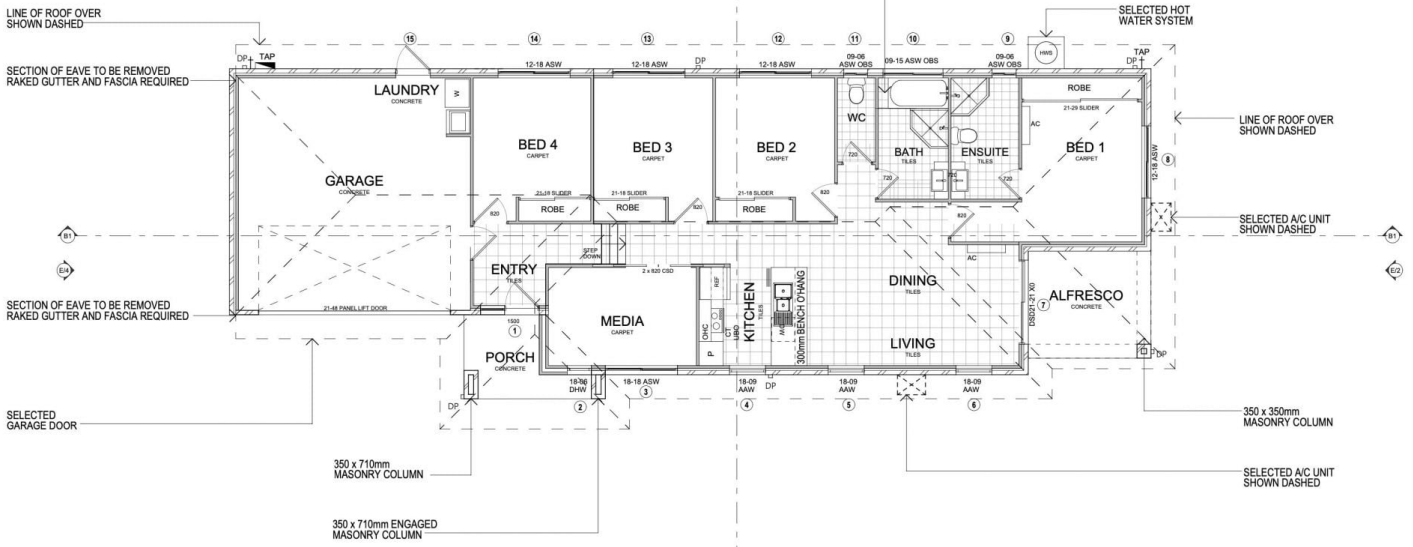 LINE OF ROOF OVER
SHOWN DASHED
SELECTED HOT
WATER SYSTEM
SECTION OF EAVE TO BE REMOVED
RAKED GUTTER AND FASCIA REQUIRED
DP
TAP
15
14
13
12
11
10
9
HWS
TAP
DP
12-18 ASW
12-18 ASW
DP
12-18 ASW
09-06
ASW OBS
09-15 ASW OBS
09-06
ASW OBS
LAUNDRY
CONCRETE
W
ROBE
21-29 SLIDER
AC
WC
BED 4
CARPET
BED 3
CARPET
BED 2
CARPET
BATH
TILES
ENSUITE
TILES
BED 1
CARPET
LINE OF ROOF OVER
SHOWN DASHED
12-18 ASW
8
720
720
720
720
GARAGE
CONCRETE
21-18 SLIDER
21-18 SLIDER
21-18 SLIDER
ROBE
ROBE
ROBE
820
820
820
820
SELECTED A/C UNIT
SHOWN DASHED
B1
B1
E/4
E/2
STEP
DOWN
AC
ENTRY
TILES
2 x 820 CSD
REF
DINING
TILES
ALFRESCO
CONCRETE
7
DSD21-21 XO
SECTION OF EAVE TO BE REMOVED
RAKED GUTTER AND FASCIA REQUIRED
21-48 PANEL LIFT DOOR
MEDIA
CARPET
OHC
CT
UBO
KITCHEN
TILES
300mm BENCH O'HANG
P
LIVING
TILES
1500
1
PORCH
CONCRETE
DP
18-06
DHW
18-18 ASW
18-09
AAW
DP
18-09
AAW
18-09
AAW
2
3
4
5
6
DP
SELECTED
GARAGE DOOR
350 x 350mm
MASONRY COLUMN
350 x 710mm
MASONRY COLUMN
SELECTED A/C UNIT
SHOWN DASHED
350 x 710mm ENGAGED
MASONRY COLUMN